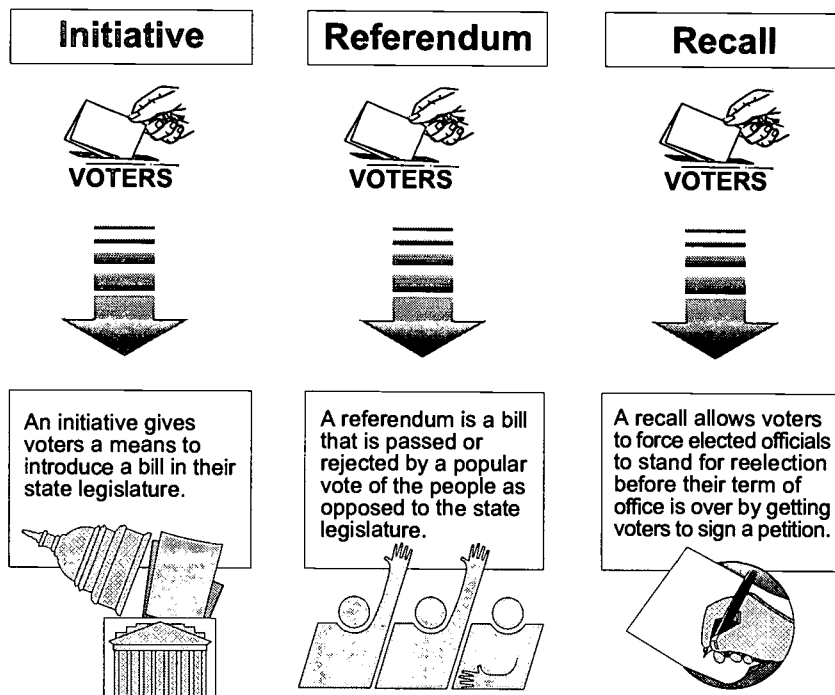 Initiative
VOTERS
An initiative gives
voters a means to
introduce a bill in their
state legislature.
Referendum
VOTERS
A referendum is a bill
that is passed or
rejected by a popular
vote of the people as
opposed to the state
legislature.
Recall
VOTERS
A recall allows voters
to force elected officials
to stand for reelection
before their term of
office is over by getting
voters to sign a petition.